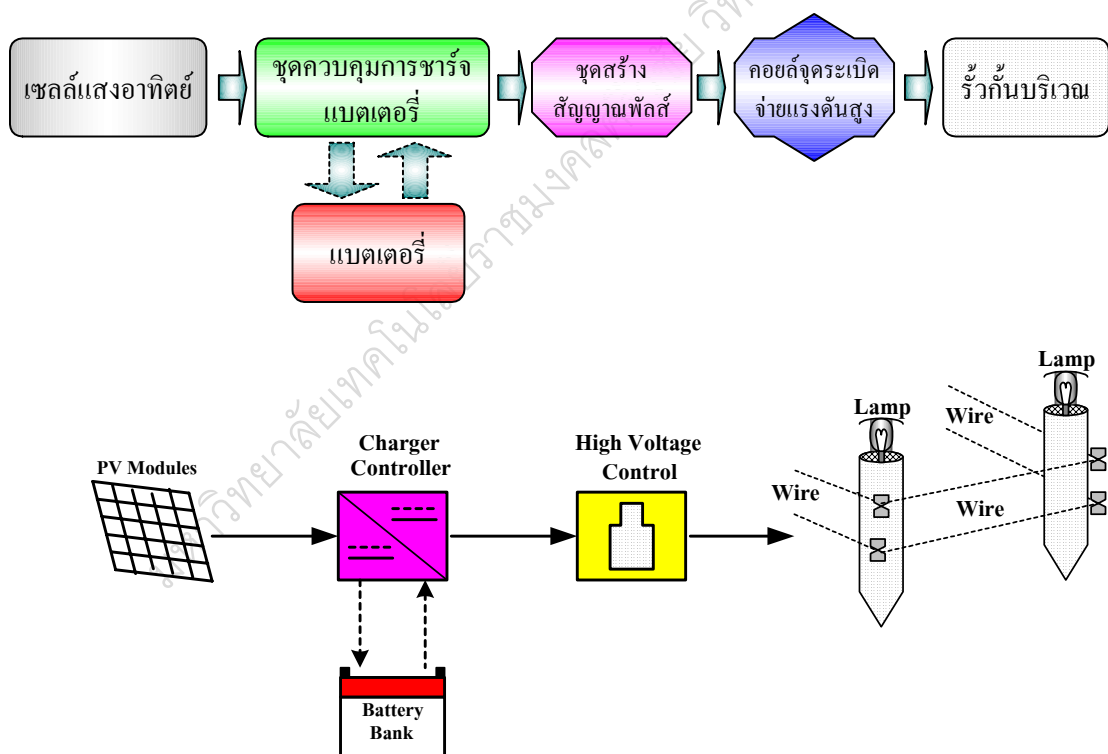 เซลล์แสงอาทิตย์
ชุดควบคุมการชาร์จ
แบตเตอรี่
ชุดสร้าง
สัญญาณพัลส์
คอยล์จุดระเบิด
จ่ายแรงดันสูง
รั้วกั้นบริเวณ
แบตเตอรี่
Lamp
Lamp
Wire
Charger
Controller
High Voltage
Control
PV Modules
Wire
Wire
Battery
Bank